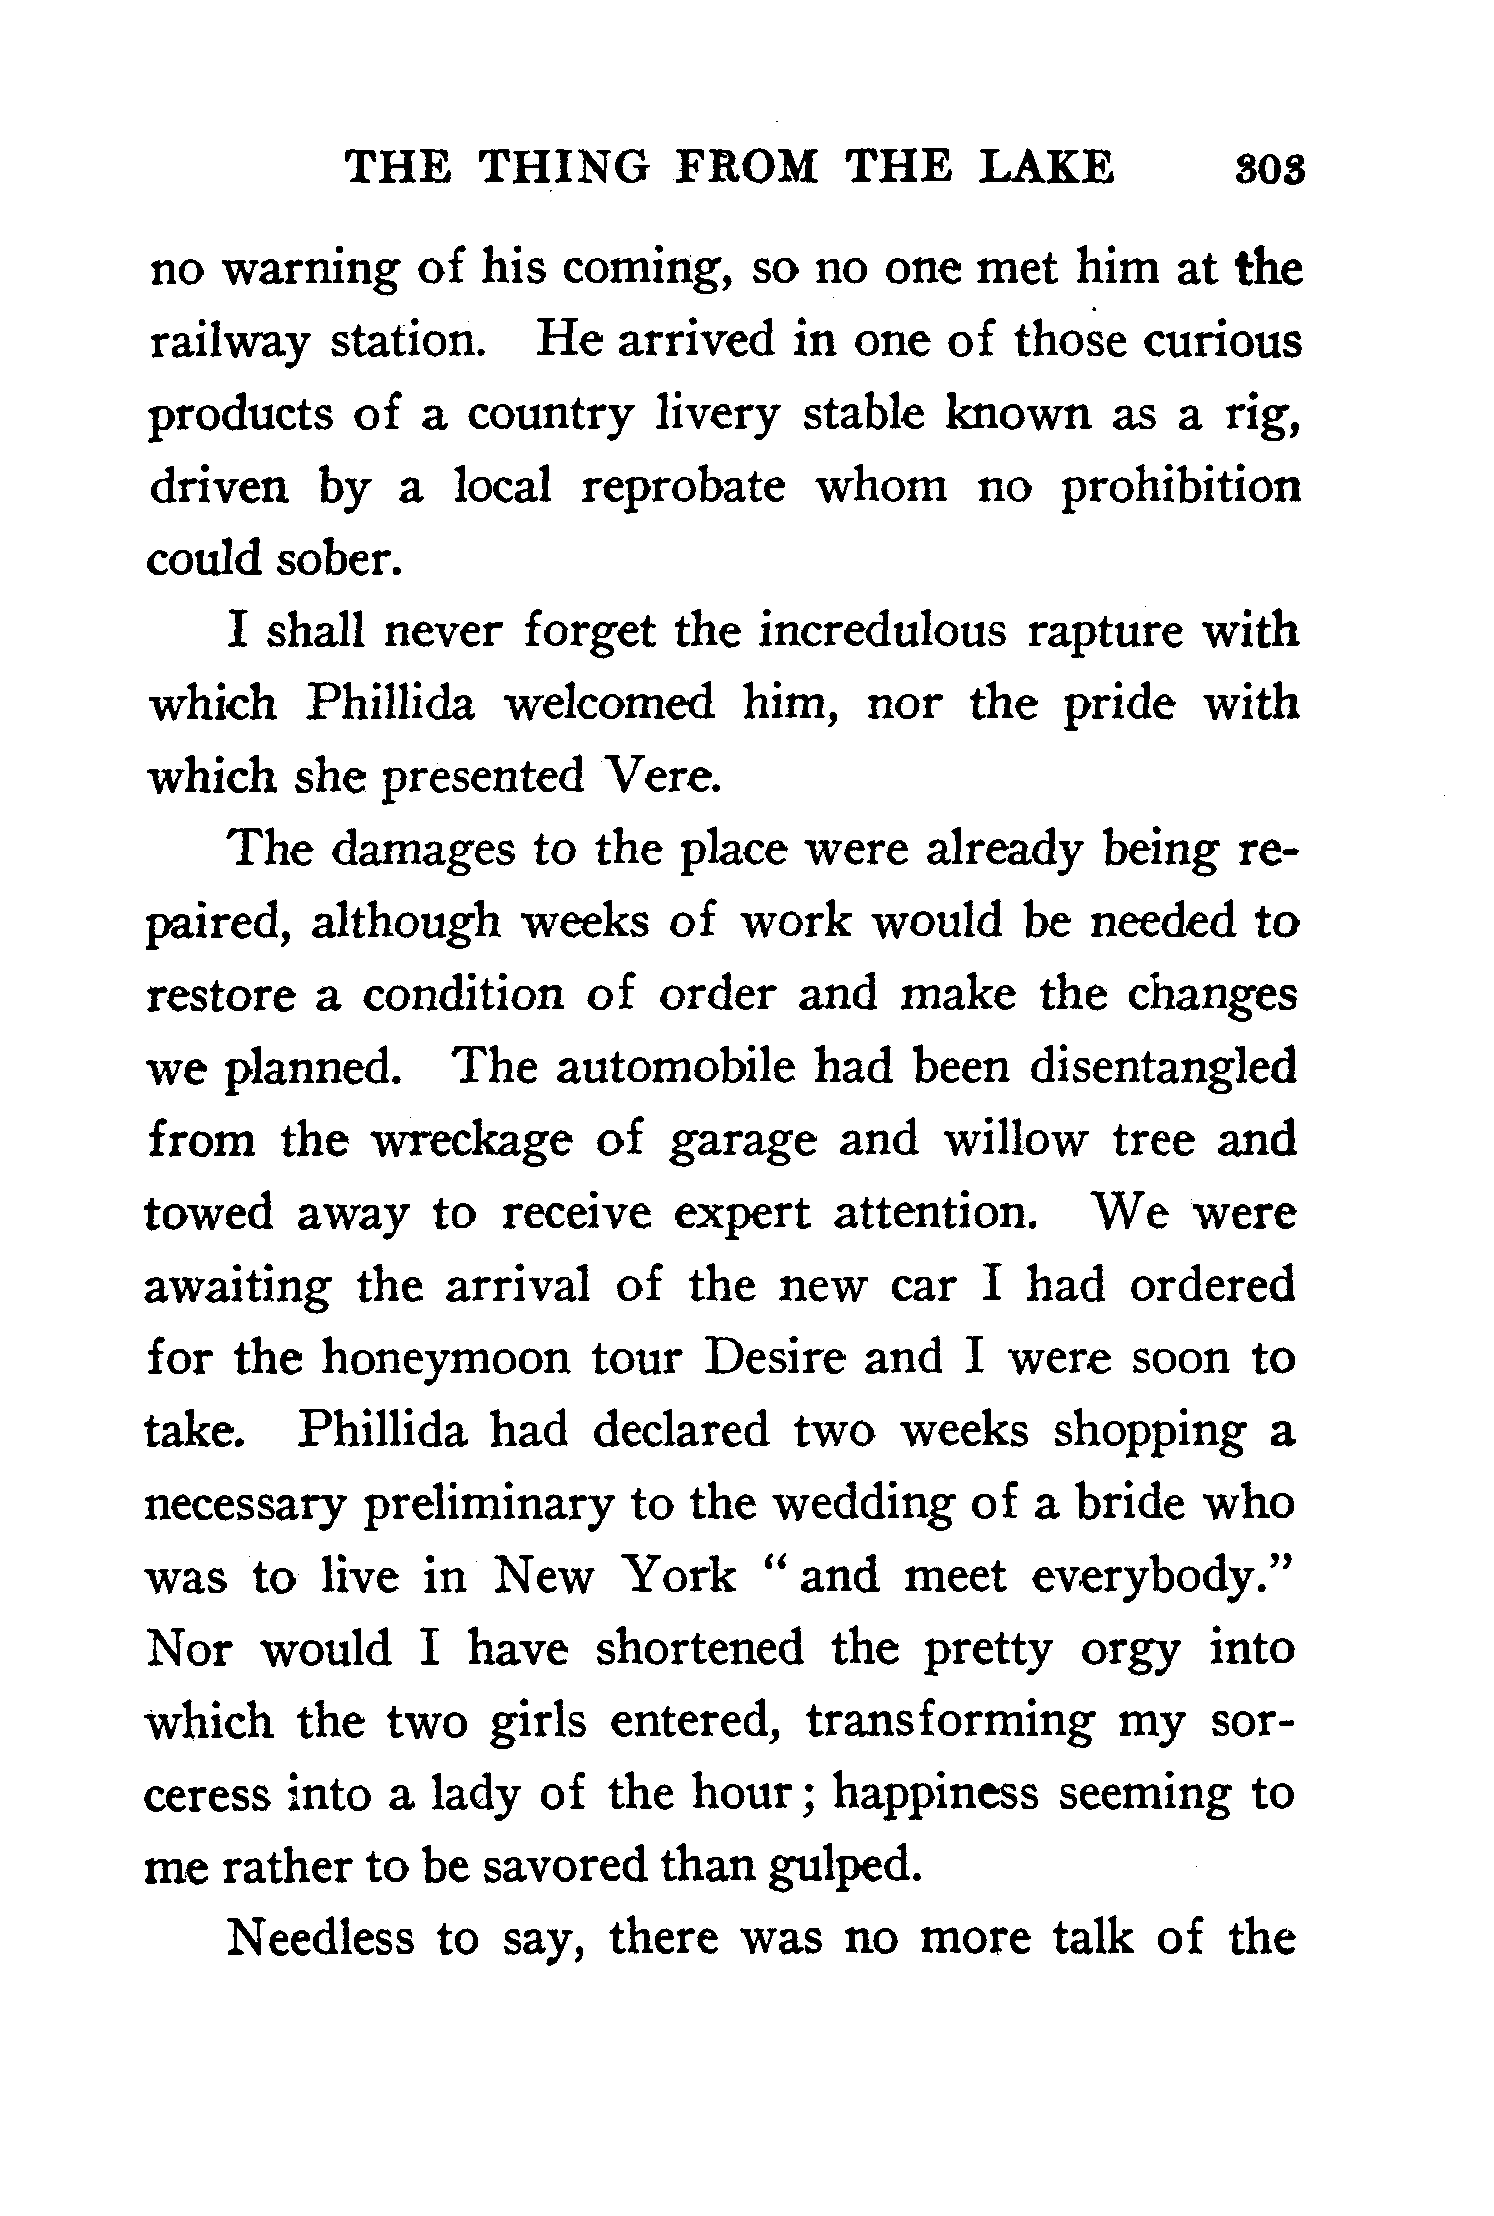 THE THING FROM THE LAKE 303
no warning of his coming, so no one met him at the
railway station. He arrived in one of those curious
products of a country livery stable known as a rig,
driven by a local reprobate whom no prohibition
could sober.
I shall never forget the incredulous rapture with
which Phillida welcomed him, nor the pride with
which she presented Vere.
The damages to the place were already being re-
paired, although weeks of work would be needed to
restore a condition of order and make the changes
we planned. The automobile had been disentangled
from the wreckage of garage and willow tree and
towed away to receive expert attention. We were
awaiting the arrival of the new car I had ordered
for the honeymoon tour Desire and I were soon to
take. Phillida had declared two weeks shopping a
necessary preliminary to the wedding of a bride who
was to live in New York " and meet everybody."
Nor would I have shortened the pretty orgy into
which the two girls entered, transforming my sor-
ceress into a lady of the hour; happiness seeming to
me rather to be savored than gulped.
Needless to say, there was no more talk of the